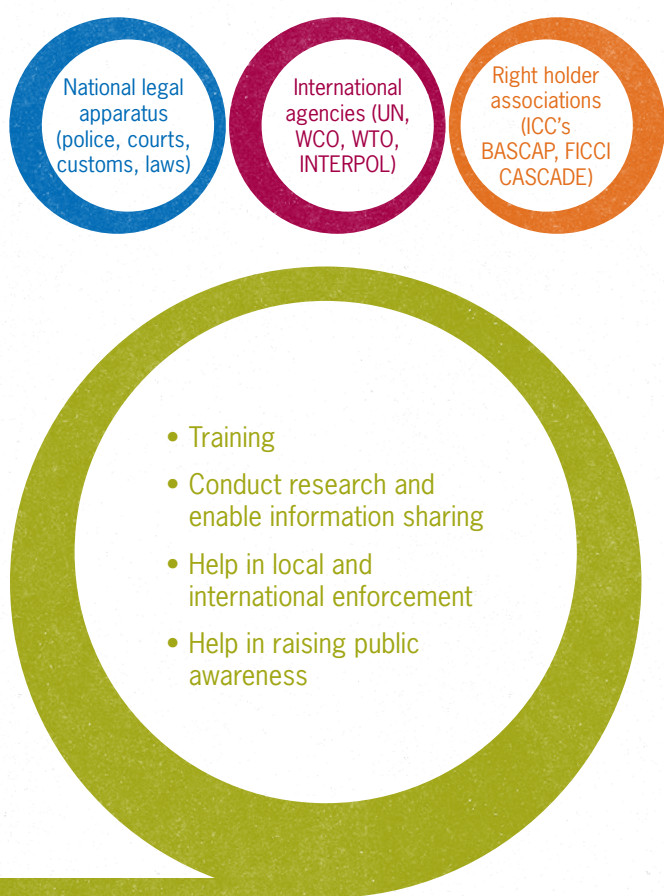 National legal
apparatus
(police, courts,
customs, laws)
International
agencies (UN,
WCO, WTO,
INTERPOL)
Right holder
associations
(ICC's
BASCAP, FICCI
CASCADE)
• Training
• Conduct research and
enable information sharing
• Help in local and
international enforcement
• Help in raising public
awareness